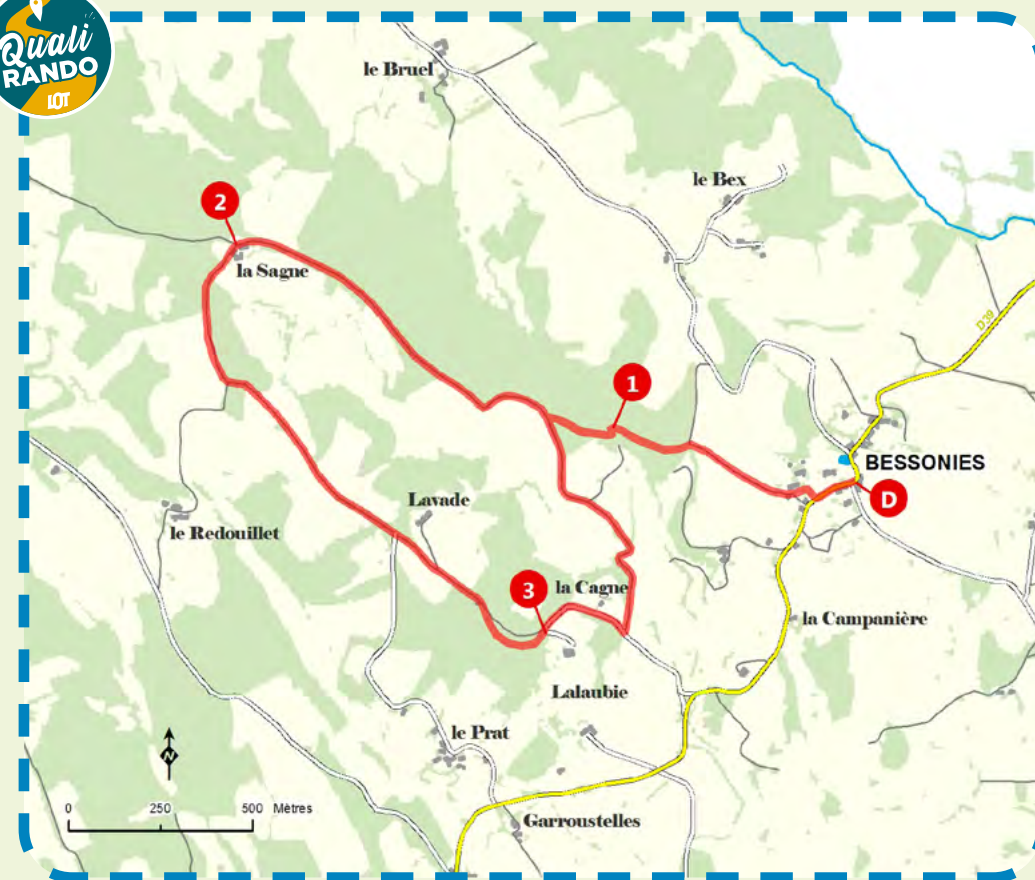 Quali
RANDO
LOT
le Bruel
le Bex
2
la Sagne
D39
1
BESSONIES
D
Lavade
le Redouillet
3
la Cagne
la Campanière
Lalaubie
le Prat
N
0 250 500 Mètres
Garroustelles